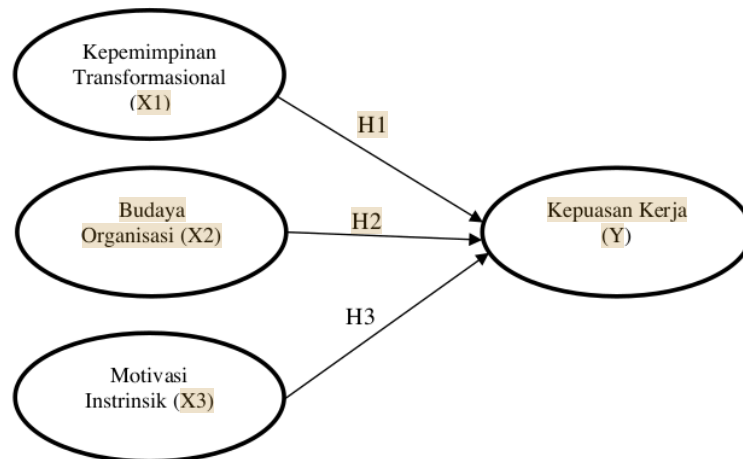 Kepemimpinan
Transformasional
(X1)
H1
Budaya
Organisasi (X2)
H2
Kepuasan Kerja
(Y)
H3
Motivasi
Instrinsik (X3)